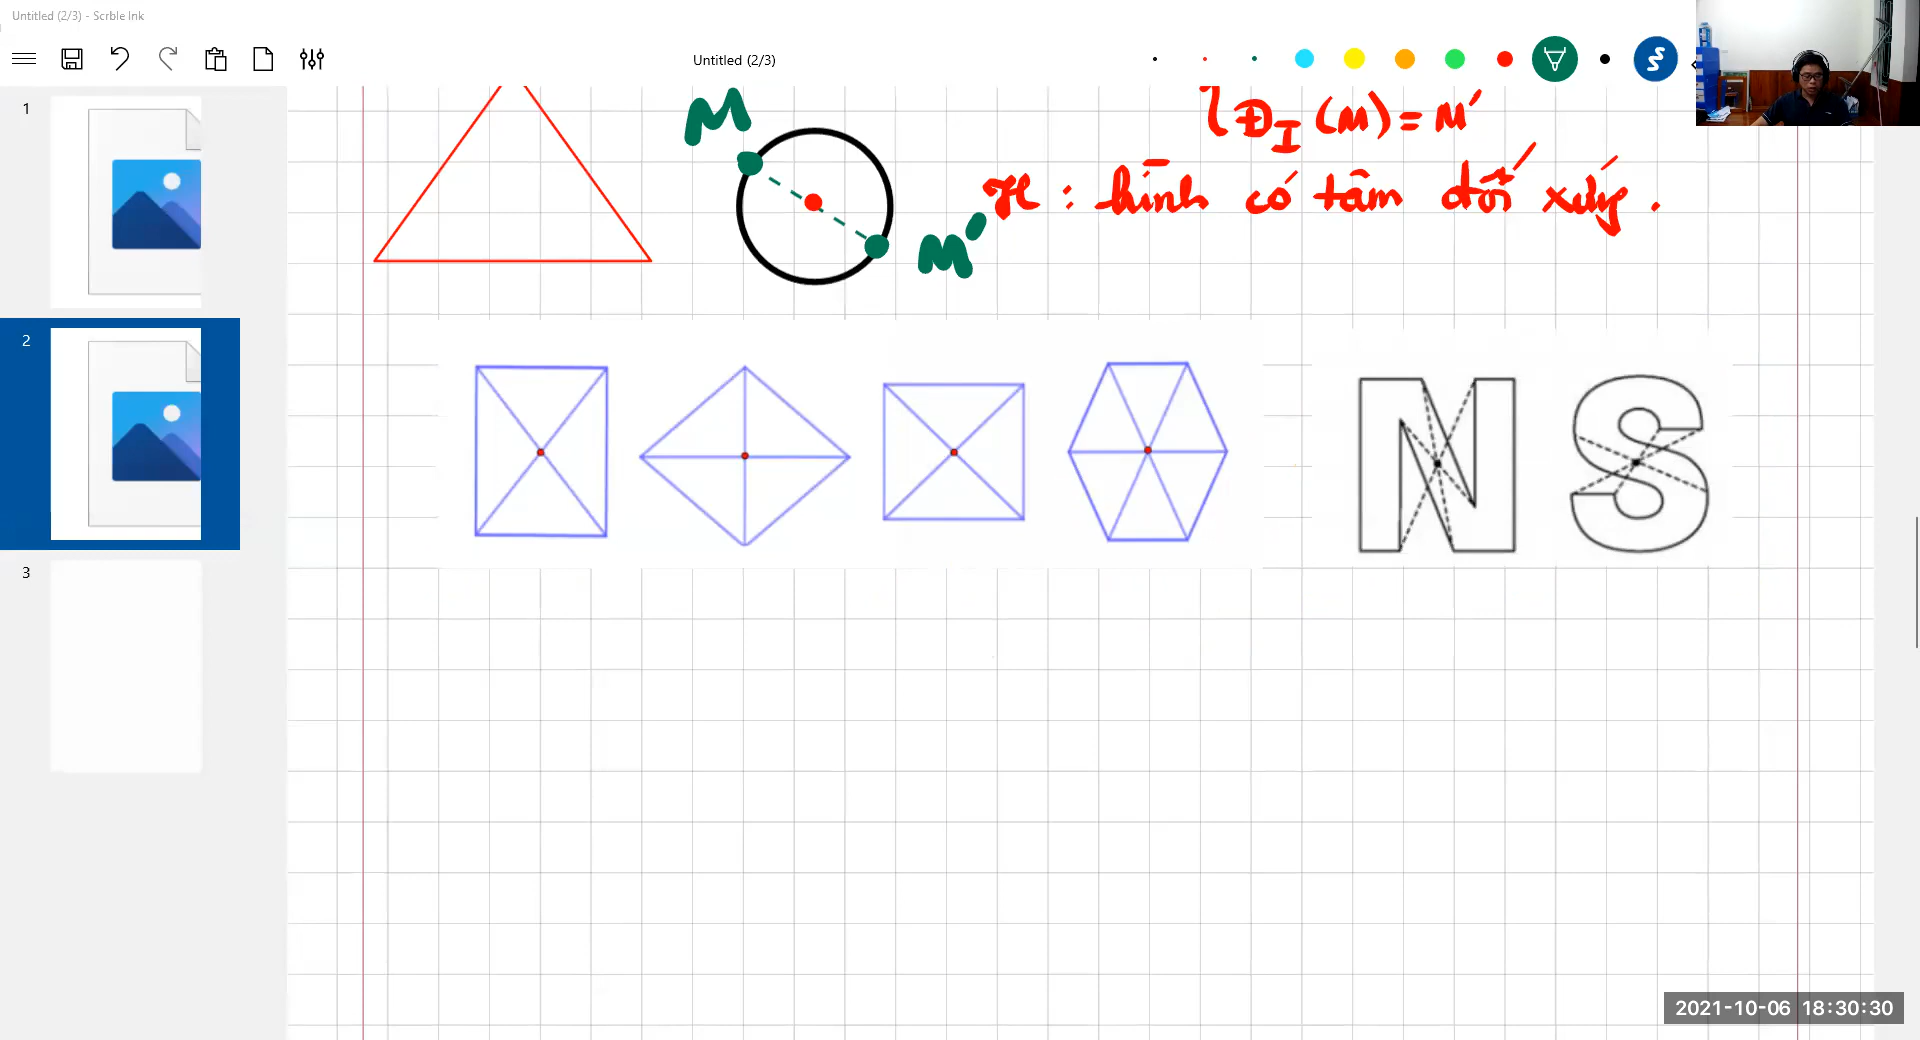 Untitled (2/3) - Scrble Ink
Untitled (2/3)
1
2
3
M
M'
Đ_I (M) = M'
H : hình có tâm đối xứng.
N S
2021-10-06 18:30:30